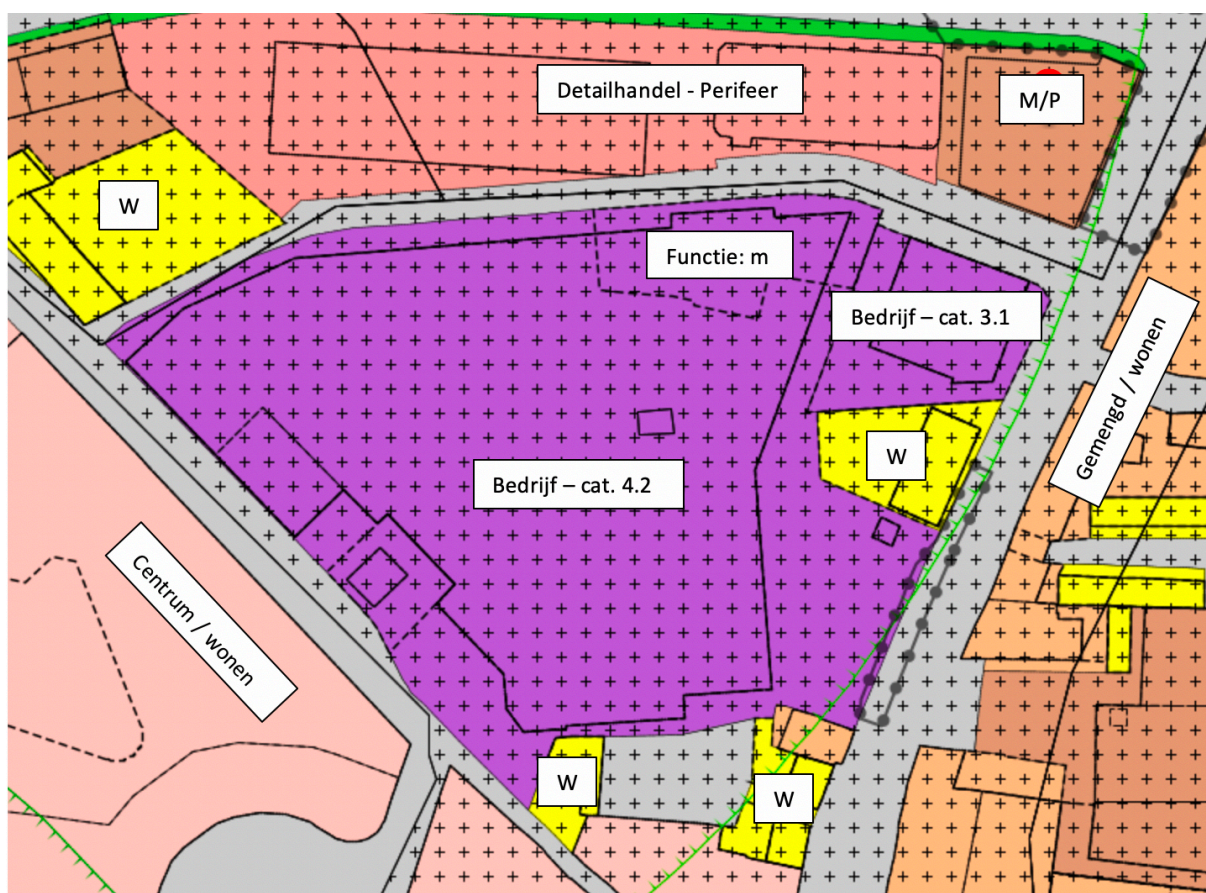 Detailhandel - Perifeer
M/P
W
Functie: m
Bedrijf – cat. 3.1
Gemengd / wonen
W
Bedrijf – cat. 4.2
Centrum / wonen
W
W